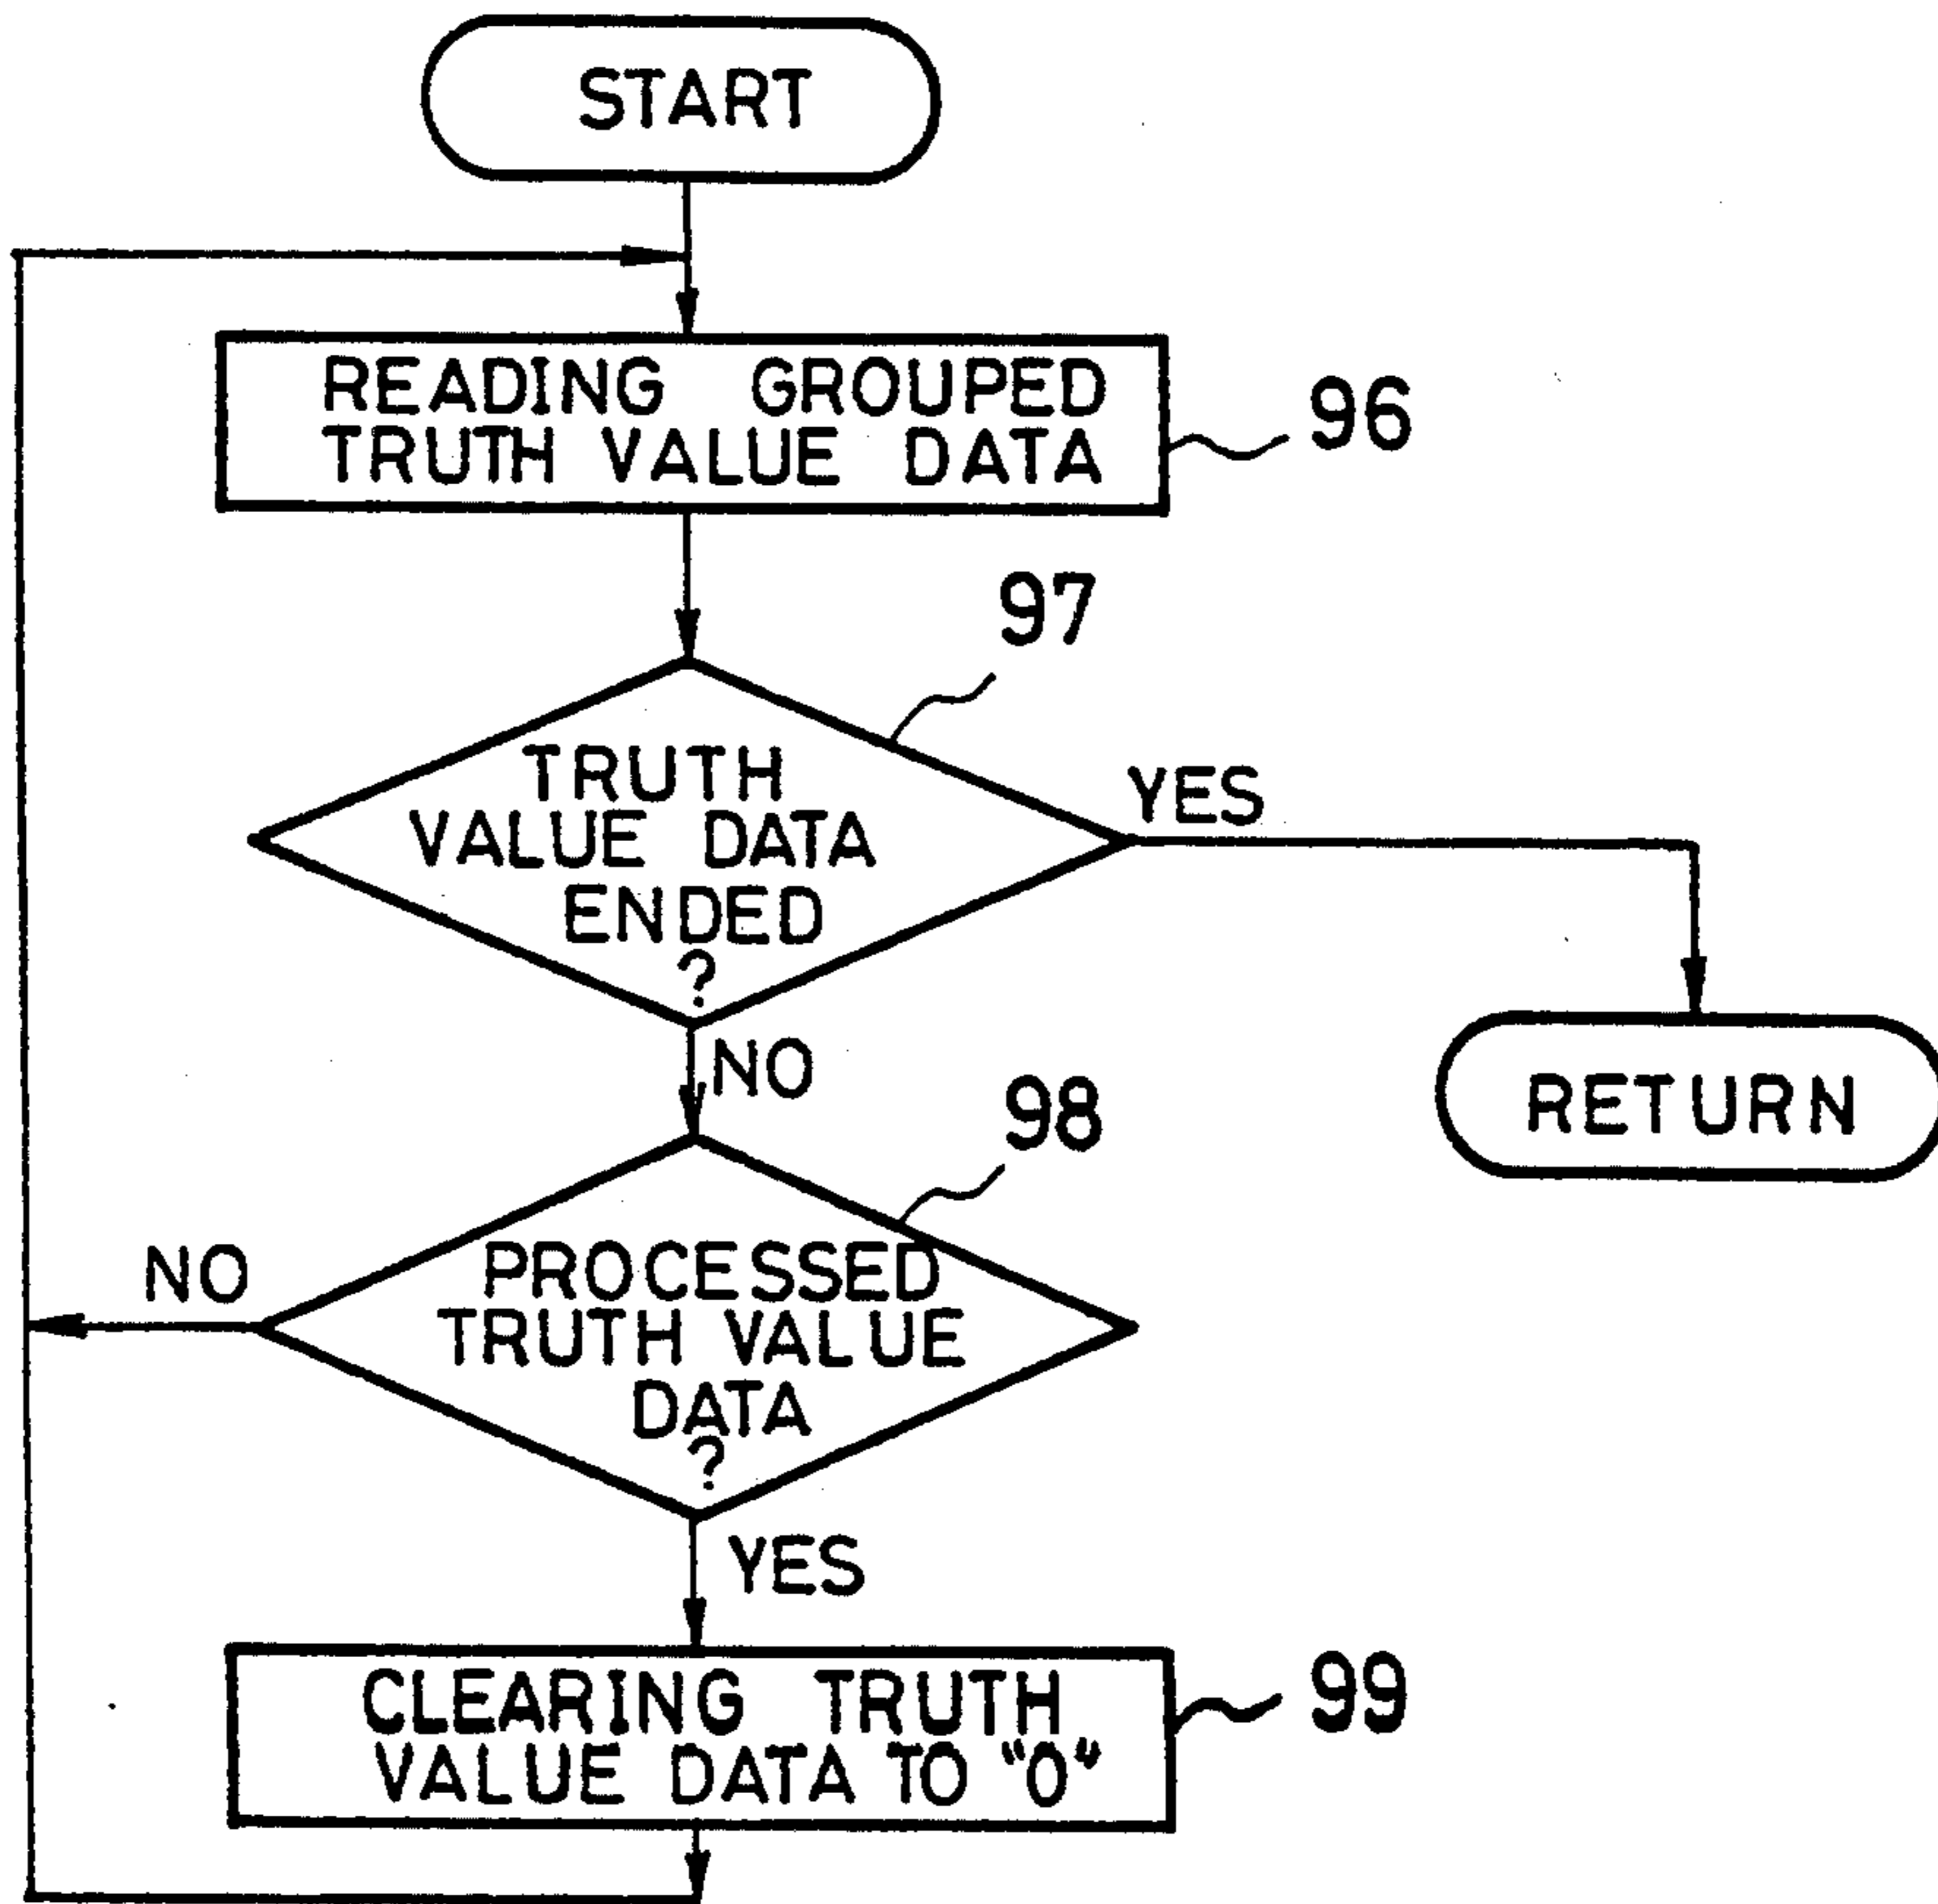 START
READING GROUPED
TRUTH VALUE DATA
96
97
TRUTH
VALUE DATA
ENDED
?
YES
NO
RETURN
98
PROCESSED
TRUTH VALUE
DATA
?
NO
YES
CLEARING TRUTH
VALUE DATA TO "0"
99